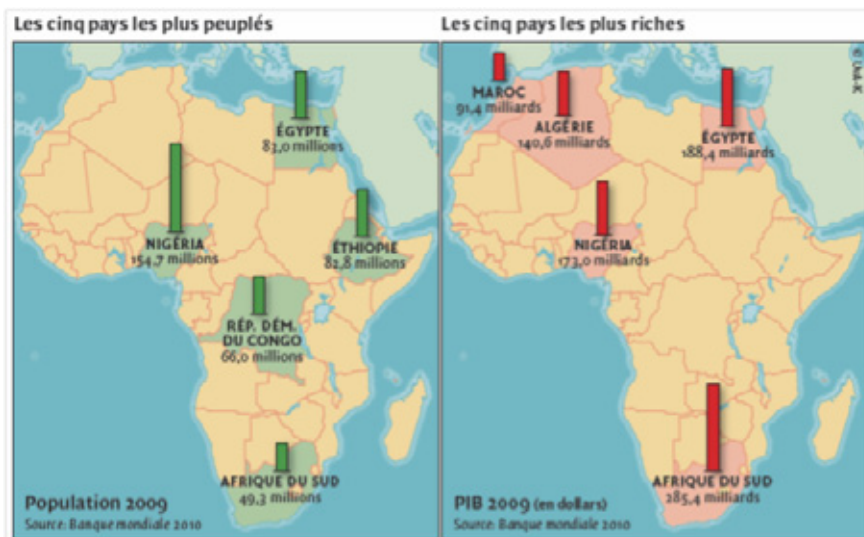 Les cinq pays les plus peuplés
ÉGYPTE
83,0 millions
NIGÉRIA
154,7 millions
ÉTHIOPIE
82,8 millions
RÉP. DÉM.
DU CONGO
66,0 millions
AFRIQUE DU SUD
49,3 millions
Population 2009
Source: Banque mondiale 2010
Les cinq pays les plus riches
MAROC
91,4 milliards
ALGÉRIE
140,6 milliards
ÉGYPTE
188,4 milliards
NIGÉRIA
173,0 milliards
AFRIQUE DU SUD
285,4 milliards
PIB 2009 (en dollars)
Source: Banque mondiale 2010